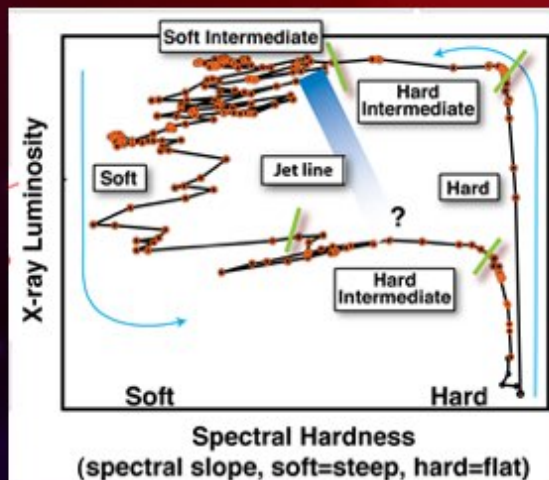 Soft Intermediate
Hard
Intermediate
Soft
Jet line
Hard
?
Hard
Intermediate
X-ray Luminosity
Soft
Hard
Spectral Hardness
(spectral slope, soft=steep, hard=flat)